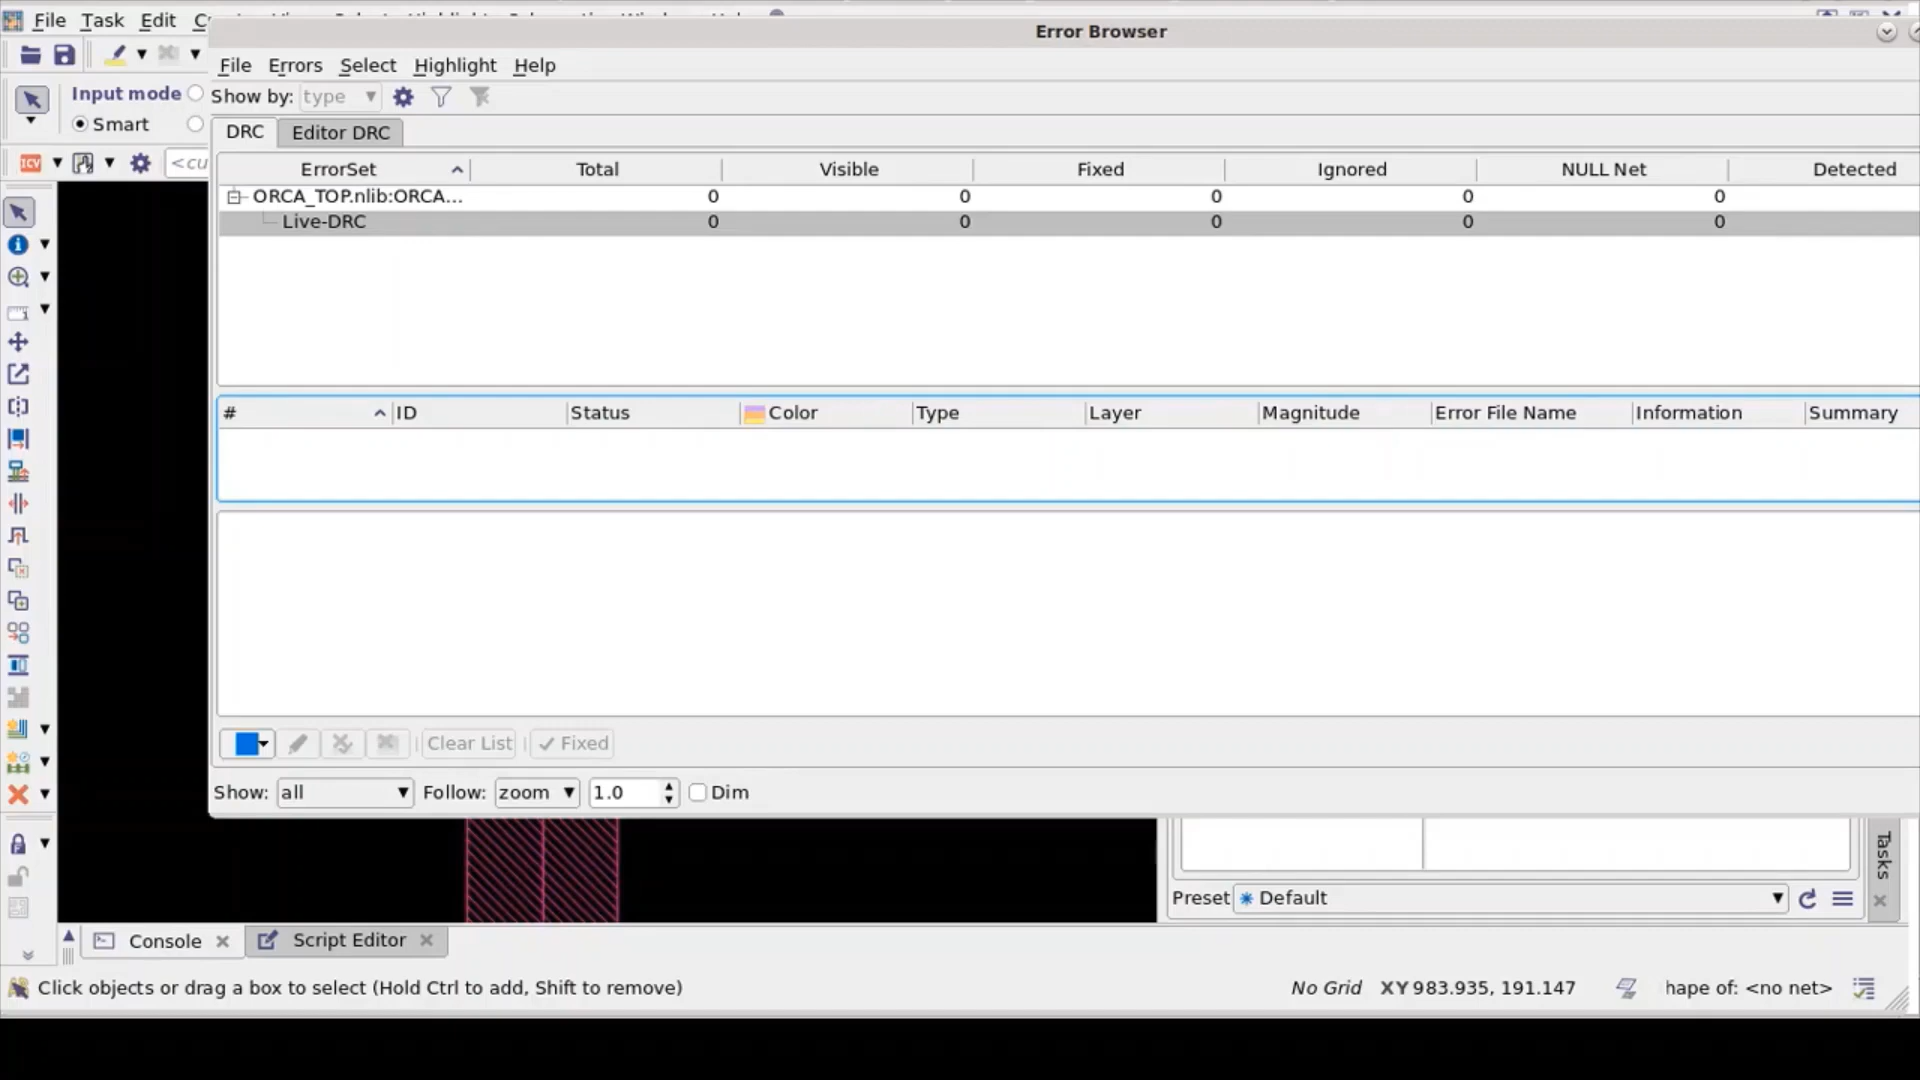 File Task Edit
Error Browser
File Errors Select Highlight Help
Input mode
Show by: type
Smart
DRC Editor DRC
ICV
<cu
ErrorSet Total Visible Fixed Ignored NULL Net Detected
ORCA_TOP.nlib:ORCA... 0 0 0 0 0
Live-DRC 0 0 0 0 0
# ID Status Color Type Layer Magnitude Error File Name Information Summary
Clear List Fixed
Show: all Follow: zoom 1.0 Dim
Tasks
Preset Default
Console Script Editor
Click objects or drag a box to select (Hold Ctrl to add, Shift to remove) No Grid XY 983.935, 191.147 hape of: <no net>